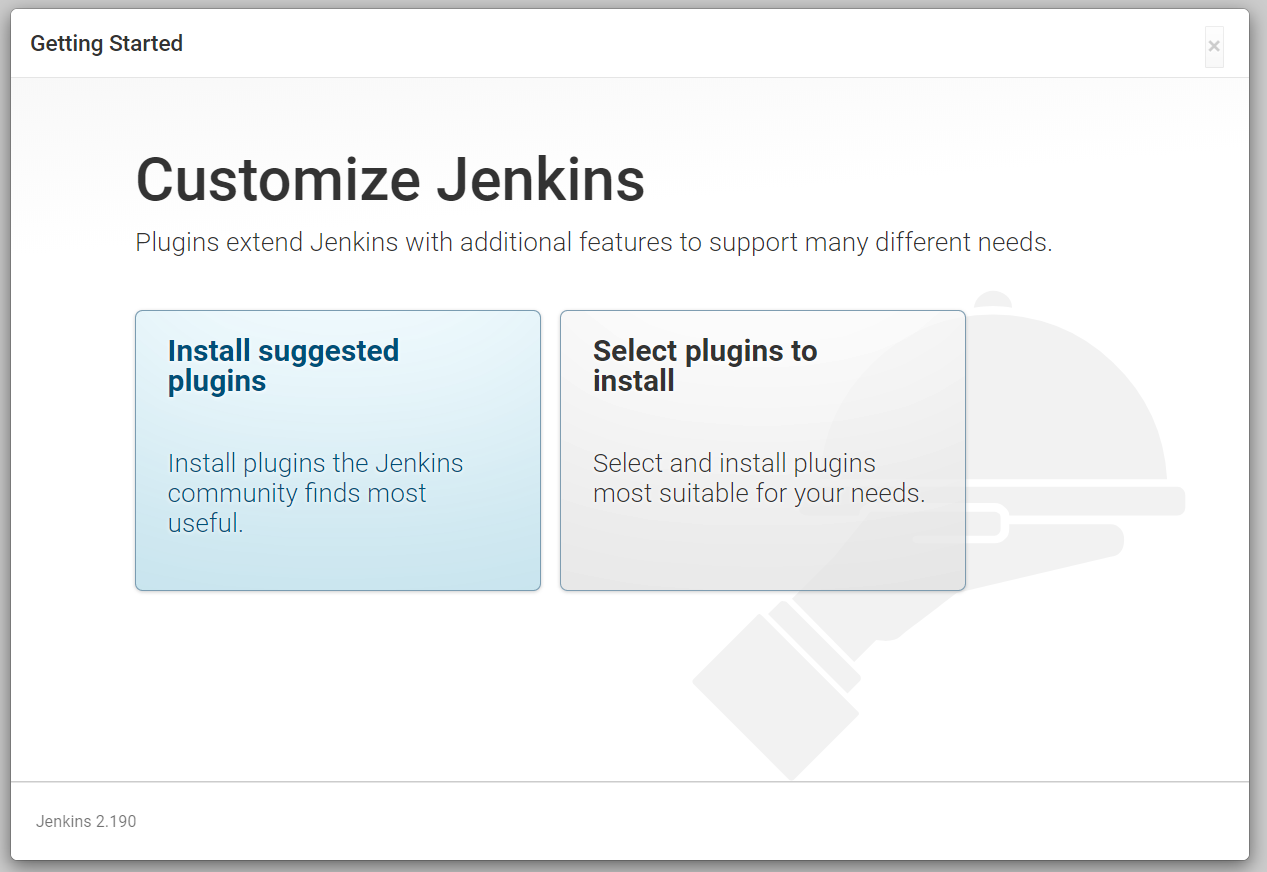 Getting Started
×
Customize Jenkins
Plugins extend Jenkins with additional features to support many different needs.
Install suggested
plugins
Install plugins the Jenkins
community finds most
useful.
Select plugins to
install
Select and install plugins
most suitable for your needs.
Jenkins 2.190